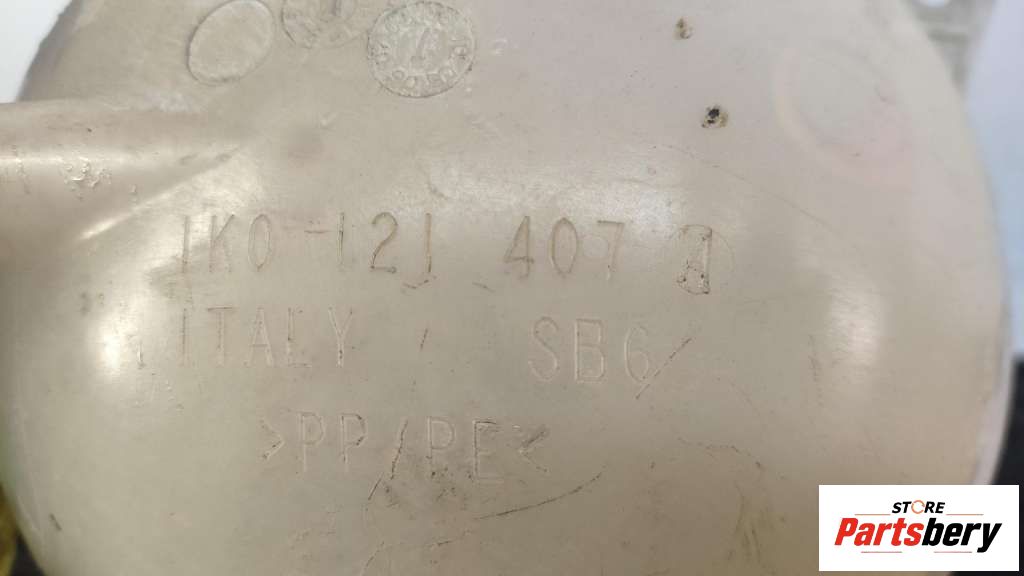 1K0-121 407 A
ITALY SB6
>PP/PE<
STORE
Partsbery